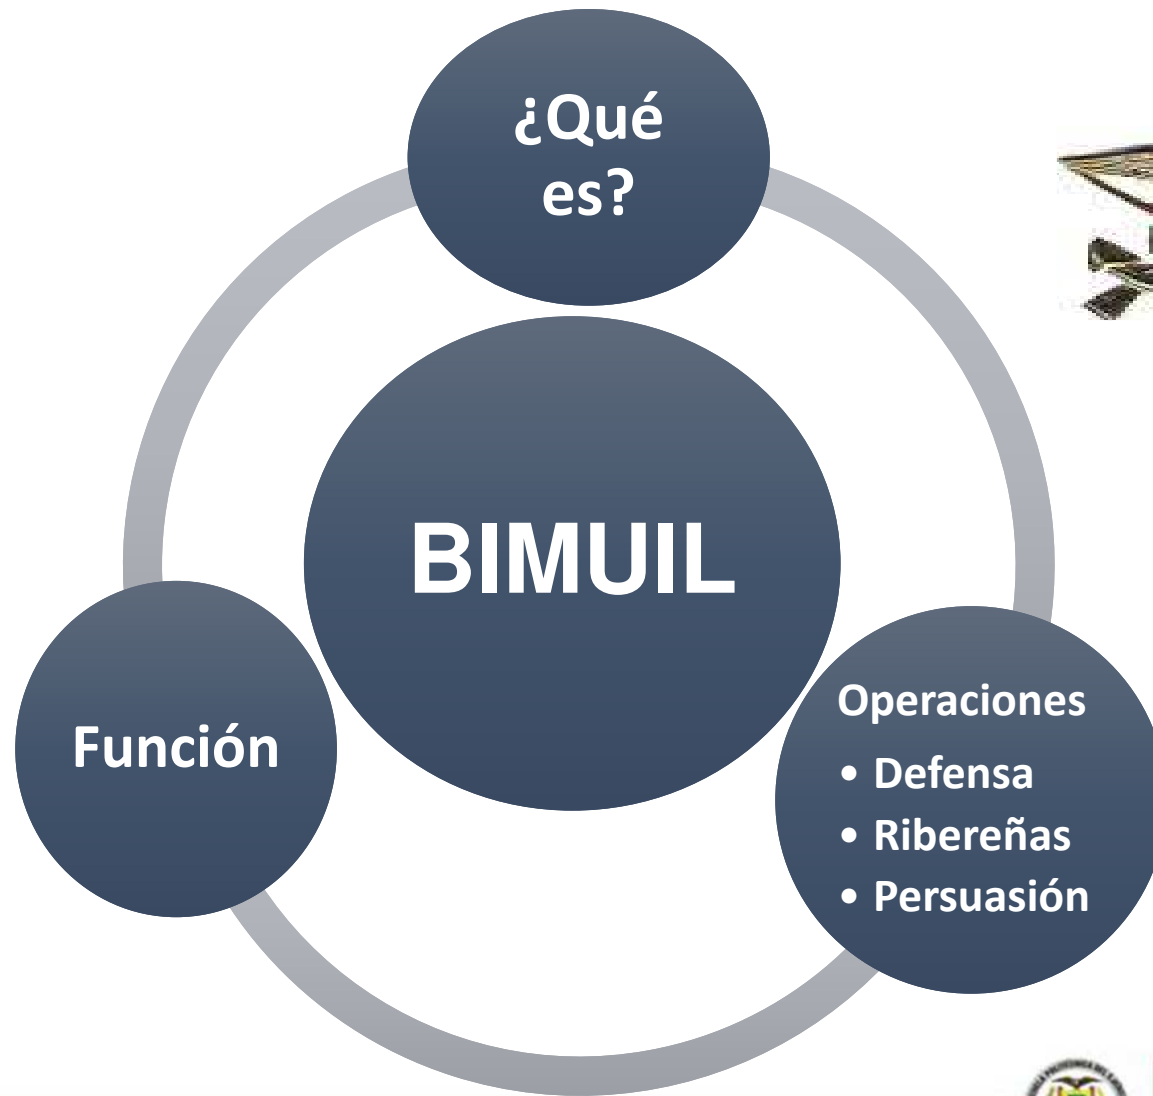 ¿Qué
es?
BIMUIL
Función
Operaciones
• Defensa
• Ribereñas
• Persuasión